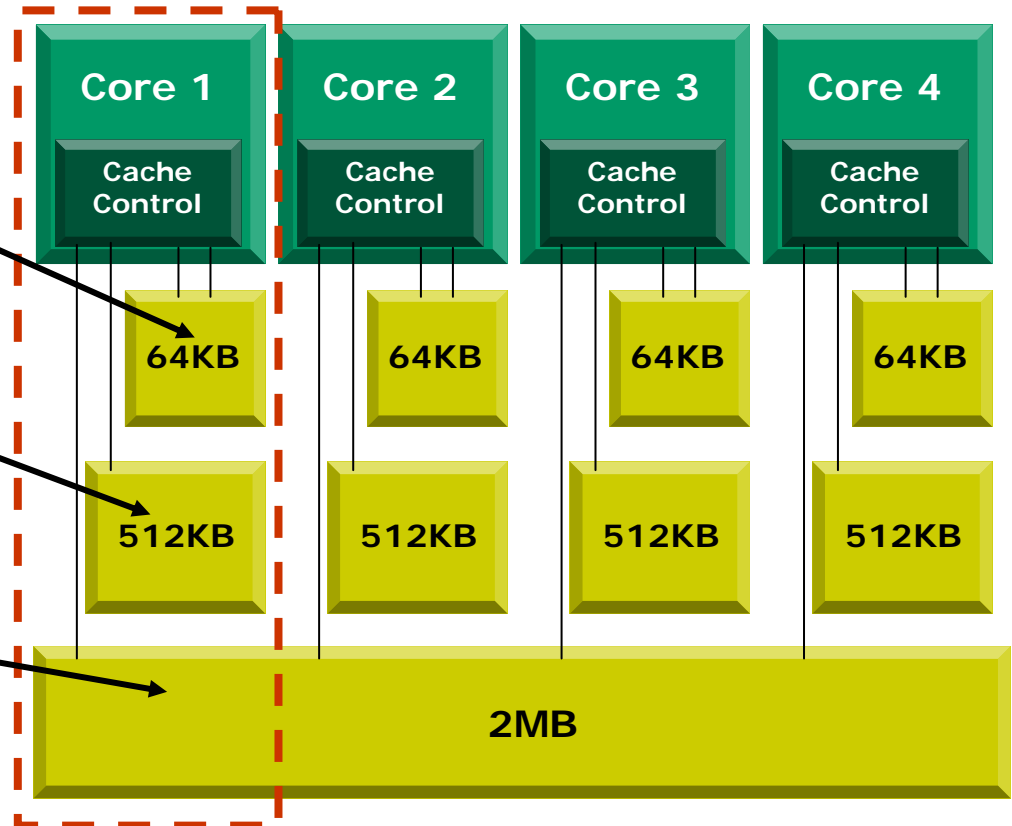 Core 1
Core 2
Core 3
Core 4
Cache
Control
Cache
Control
Cache
Control
Cache
Control
64KB
64KB
64KB
64KB
512KB
512KB
512KB
512KB
2MB